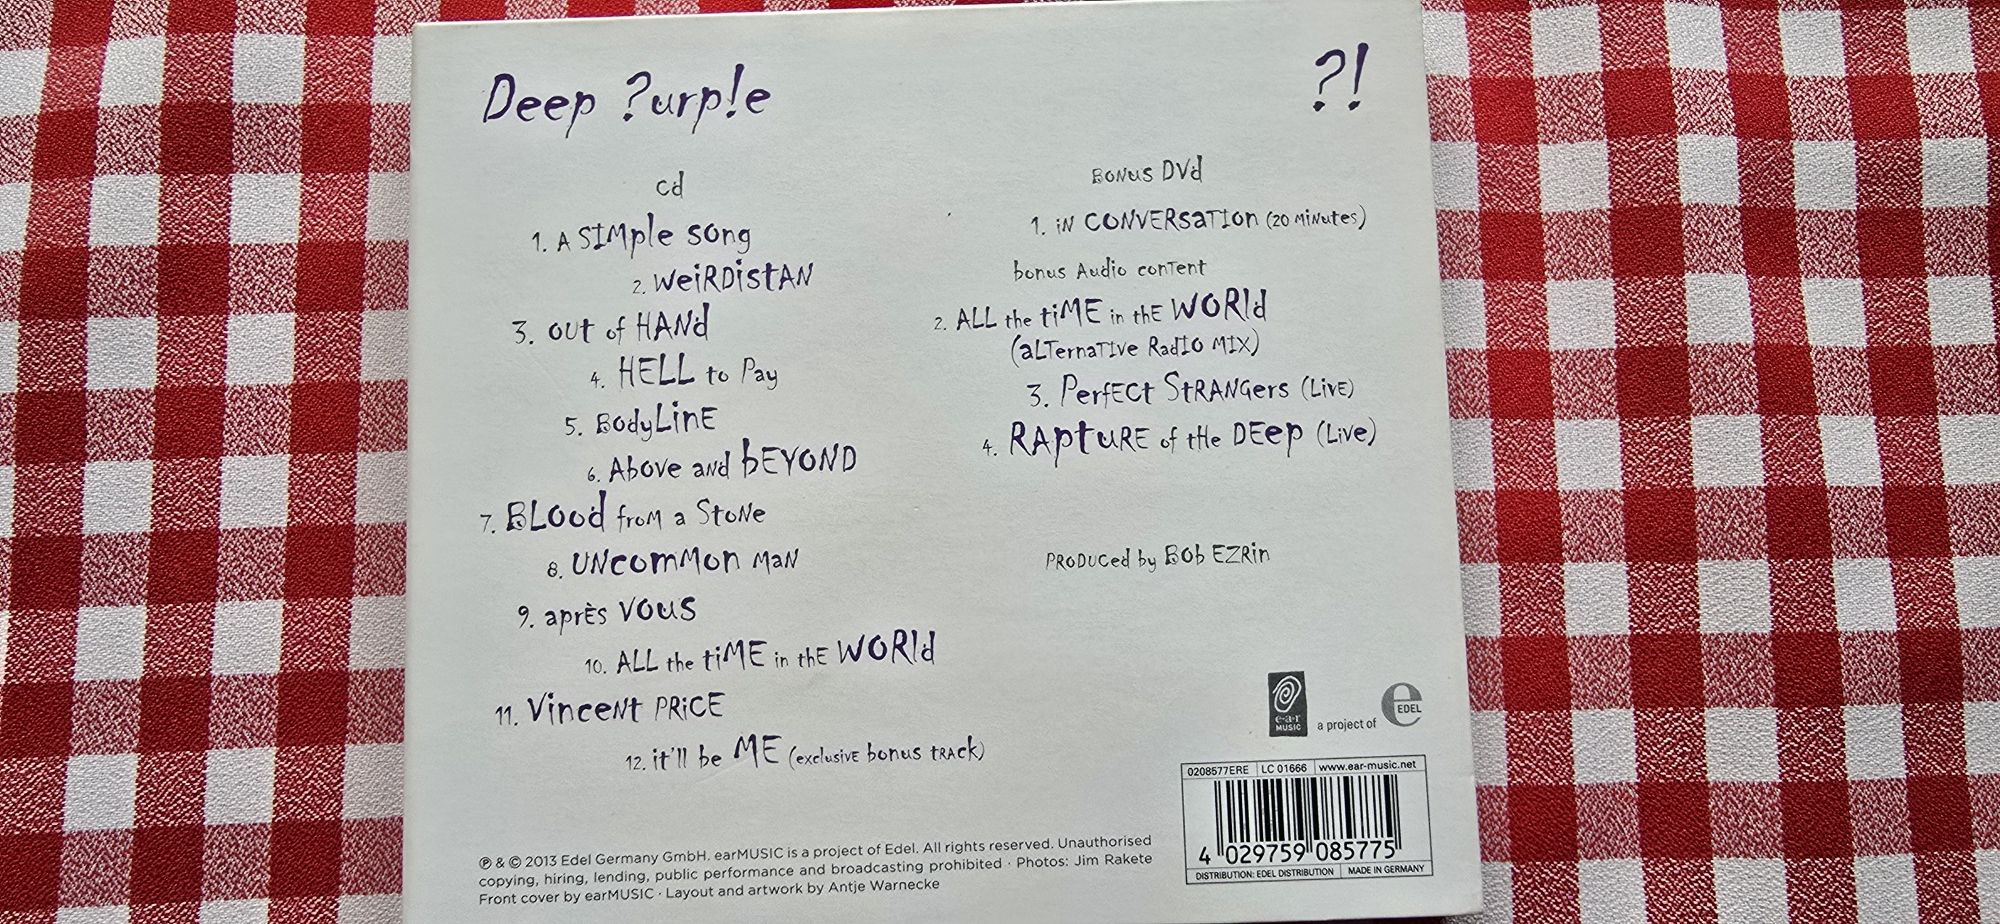 Deep ?urp!e
?!
cd
1. A SIMple song
2. WeiRDistAN
3. out of HANd
4. HELL to Pay
5. BodyLinE
6. Above and bEYOND
7. BLood froM a StoNe
8. UNcomMon MaN
9. aprÈs VOUS
10. ALL the tiME in thE WORld
11. VinceNt PRiCE
12. it'll be ME (exclusivE bonus tRAck)
BoNus DVd
1. iN CONVERSaTIon (20 MiNutes)
bonus Audio conTenT
2. ALL the tiME in thE WORld
(aLTernaTIve RadIO MIX)
3. PerfECt StRANGers (LivE)
4. RAptuRE of tHe DEep (Live)
PRODUCed by Bob EZRin
e·a·r
MUSIC
a project of
e
EDEL
0208577ERE LC 01666 www.ear-music.net
4 029759 085775
DISTRIBUTION: EDEL DISTRIBUTION MADE IN GERMANY
℗ & © 2013 Edel Germany GmbH. earMUSIC is a project of Edel. All rights reserved. Unauthorised
copying, hiring, lending, public performance and broadcasting prohibited · Photos: Jim Rakete
Front cover by earMUSIC · Layout and artwork by Antje Warnecke